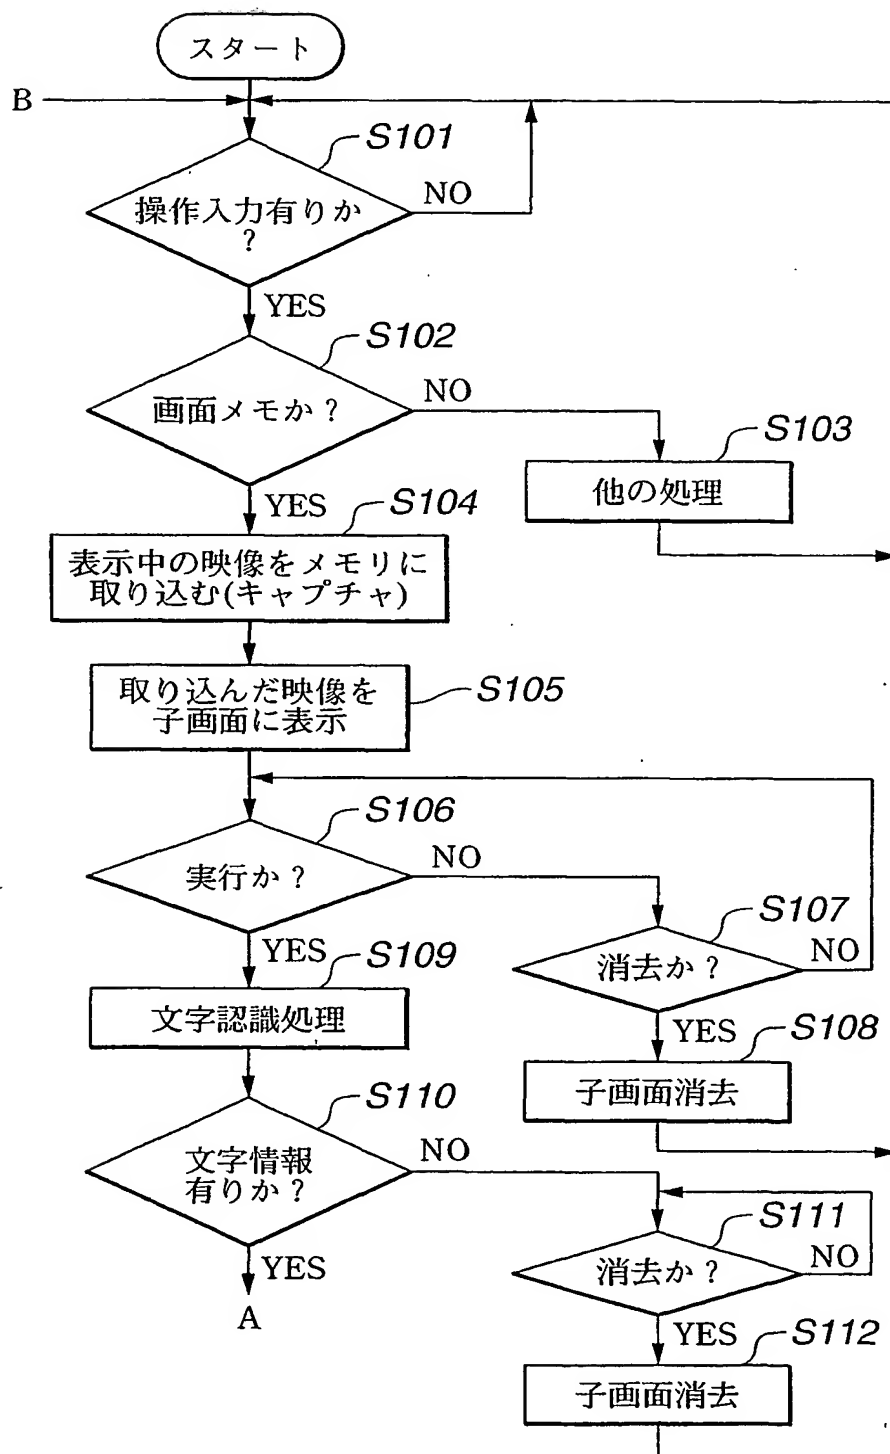 スタート
B
S101
操作入力有りか
?
NO
YES
S102
画面メモか?
NO
S103
他の処理
YES
S104
表示中の映像をメモリに
取り込む(キャプチャ)
取り込んだ映像を
子画面に表示
S105
S106
実行か?
NO
S107
消去か?
NO
YES
S109
文字認識処理
YES
S108
子画面消去
S110
文字情報
有りか?
NO
S111
消去か?
NO
YES
A
YES
S112
子画面消去